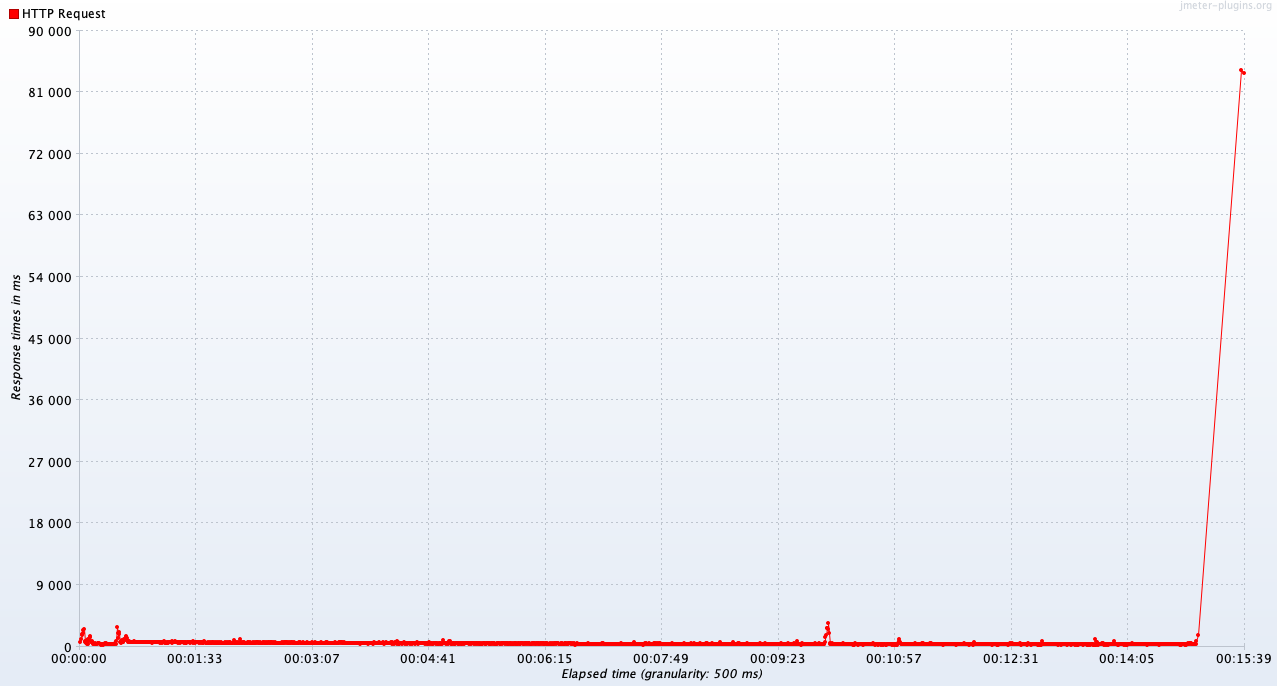 jmeter-plugins.org
HTTP Request
90 000
81 000
72 000
63 000
54 000
45 000
36 000
27 000
18 000
9 000
0
Response times in ms
00:00:00 00:01:33 00:03:07 00:04:41 00:06:15 00:07:49 00:09:23 00:10:57 00:12:31 00:14:05 00:15:39
Elapsed time (granularity: 500 ms)